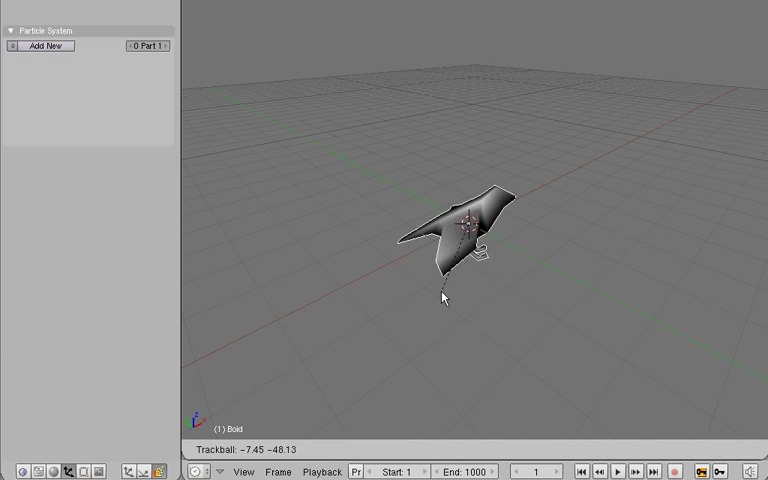 Particle System
Add New
0 Part 1
z
x
(1) Boid
Trackball: -7.45 -48.13
View Frame Playback Pr Start: 1 End: 1000 1